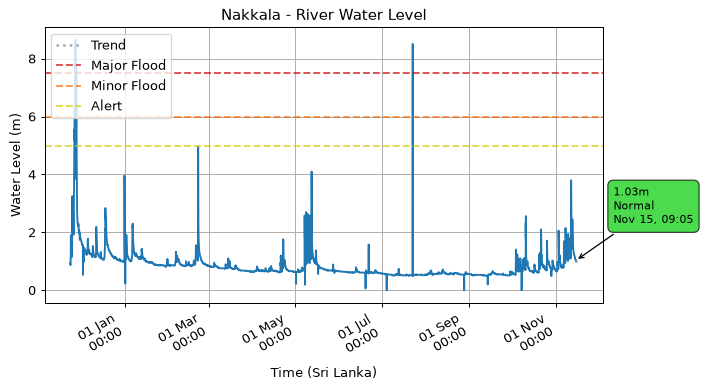 Nakkala - River Water Level
Trend
Major Flood
Minor Flood
Alert
Water Level (m)
8
6
4
2
0
1.03m
Normal
Nov 15, 09:05
01 Jan
00:00
01 Mar
00:00
01 May
00:00
01 Jul
00:00
01 Sep
00:00
01 Nov
00:00
Time (Sri Lanka)